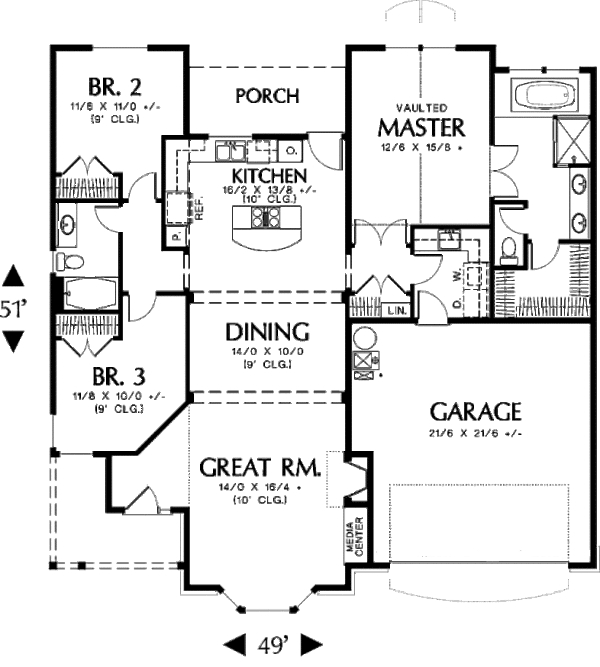 BR. 2
11/6 X 11/0 +/-
(9' CLG.)
PORCH
VAULTED
MASTER
12/6 X 15/8 +
O.
KITCHEN
16/2 X 13/8 +/-
(10' CLG.)
REF.
P.
W.
D.
LIN.
51'
DINING
14/0 X 10/0
(9' CLG.)
BR. 3
11/8 X 10/0 +/-
(9' CLG.)
GARAGE
21/6 X 21/6 +/-
GREAT RM.
14/0 X 16/4 +
(10' CLG.)
MEDIA
CENTER
49'